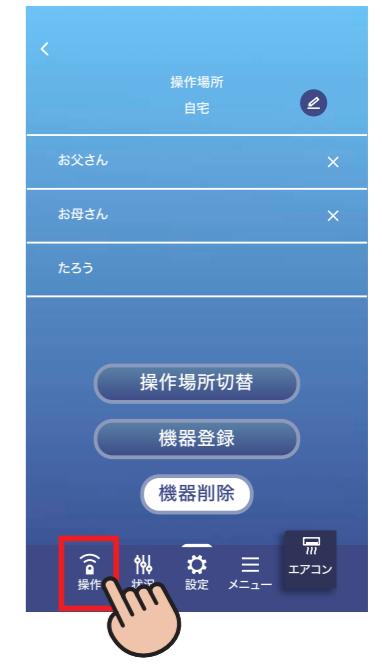 操作場所
自宅
お父さん
お母さん
たろう
操作場所切替
機器登録
機器削除
操作
状況
設定
メニュー
エアコン